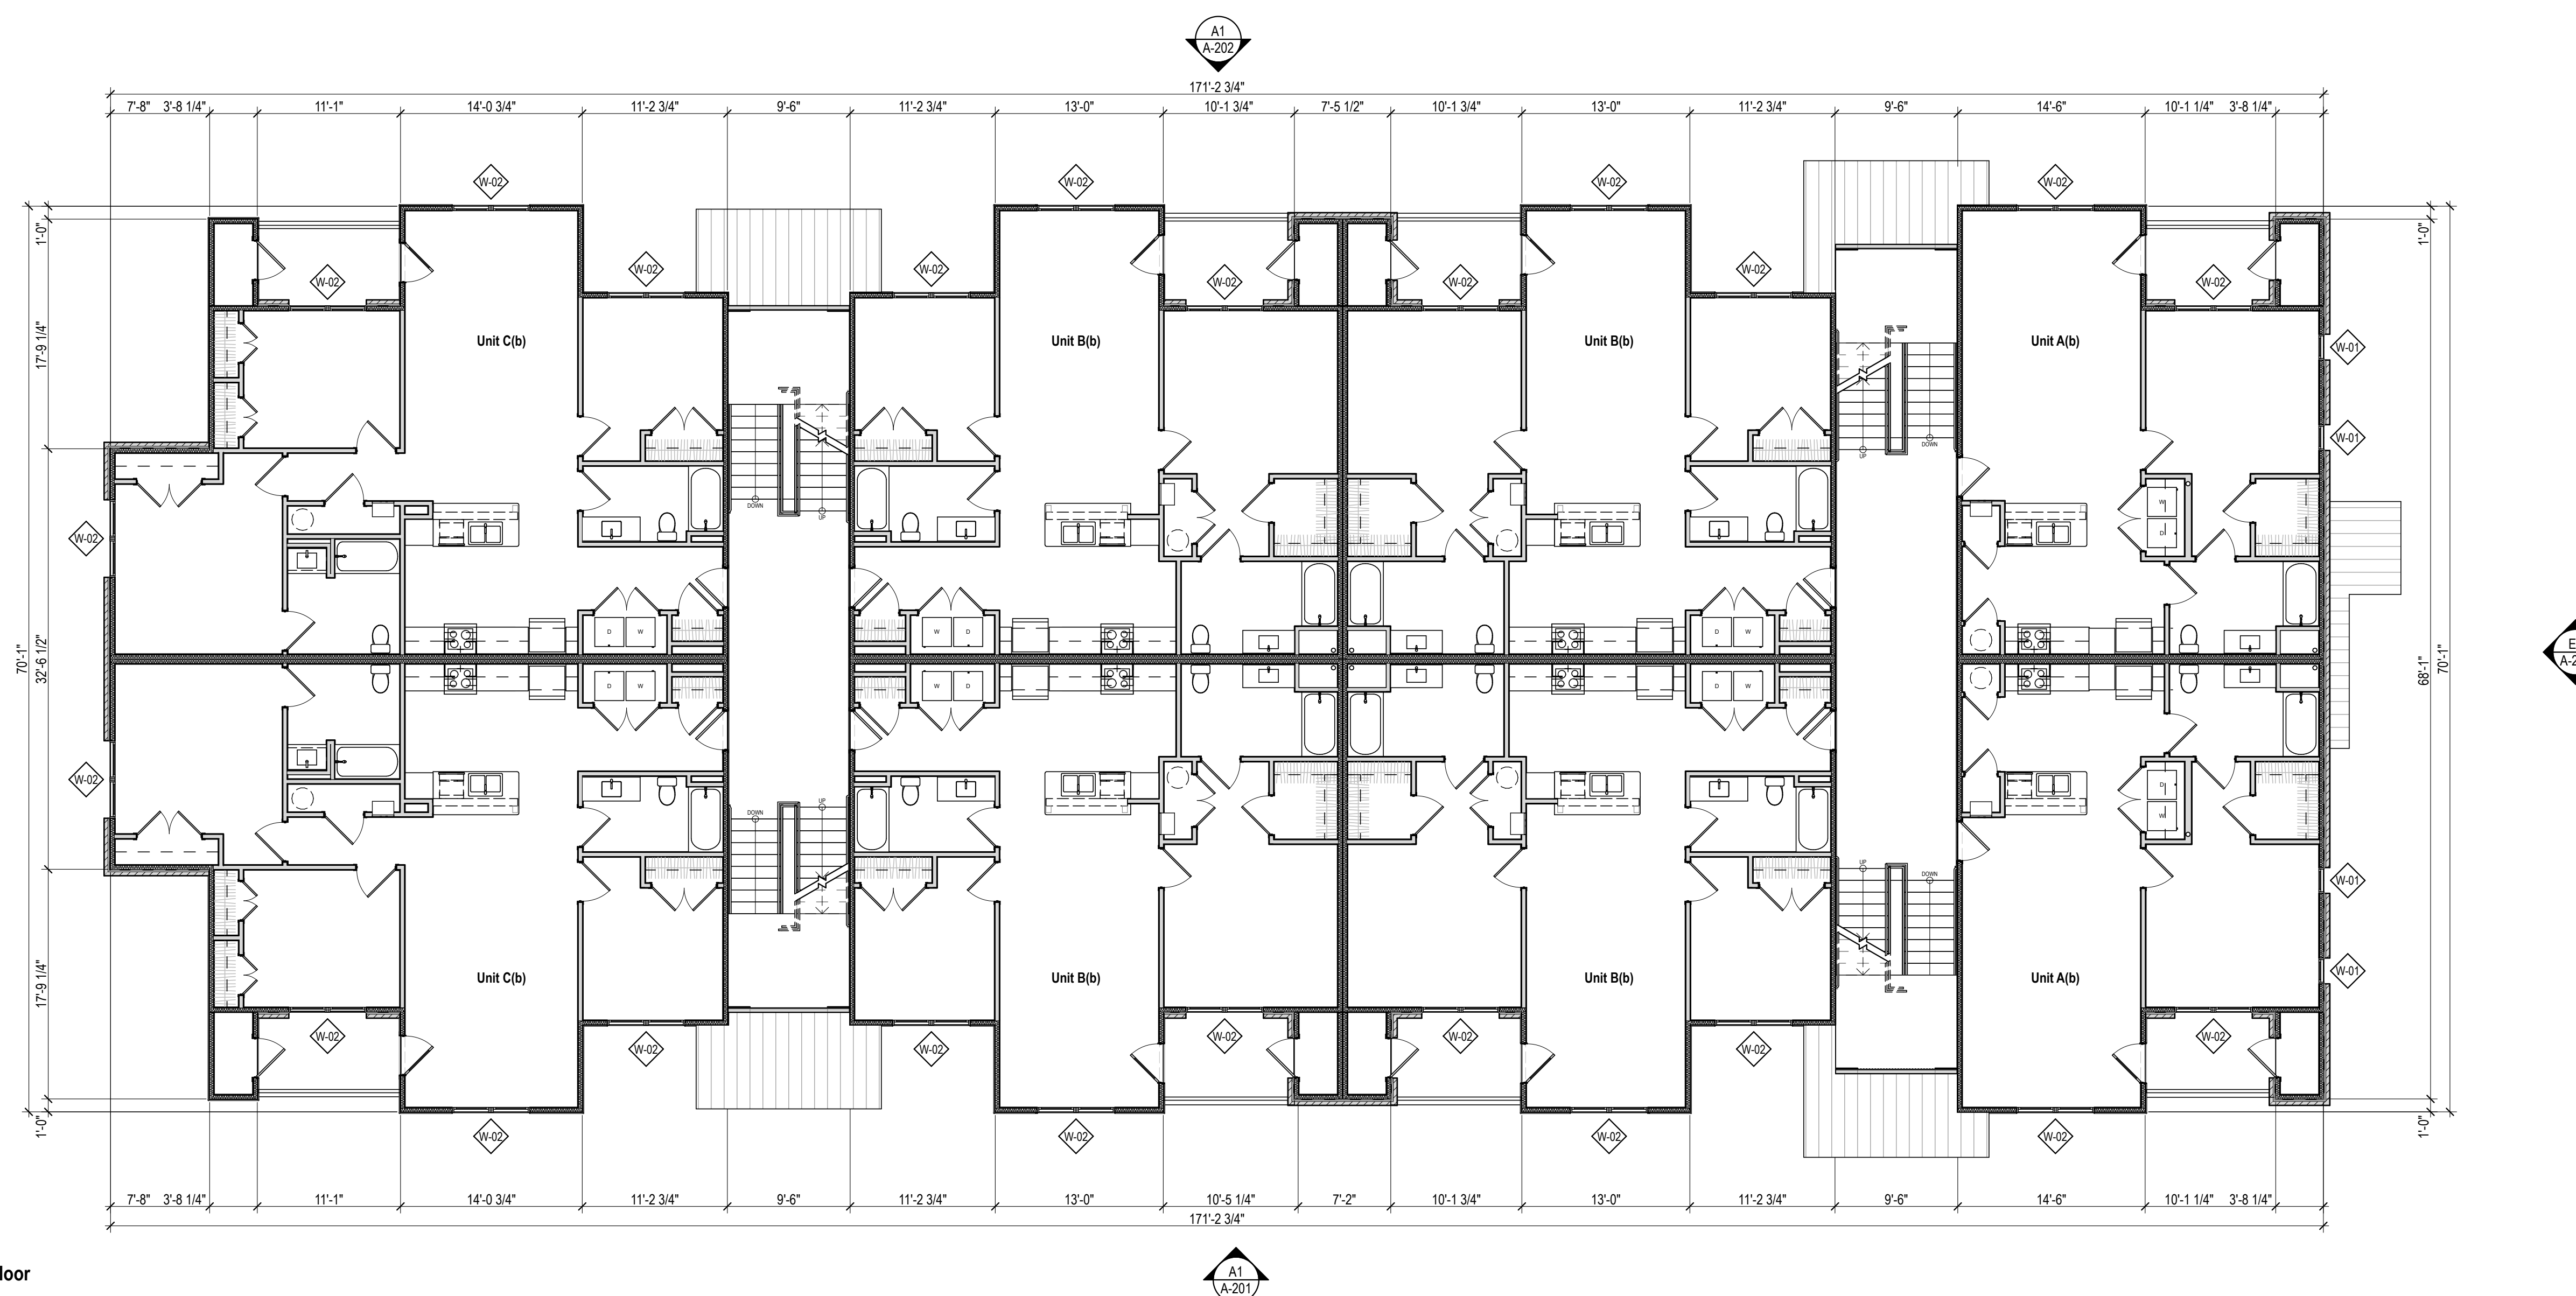 A1
A-202
171'-2 3/4"
7'-8" 3'-8 1/4" 11'-1" 14'-0 3/4" 11'-2 3/4" 9'-6" 11'-2 3/4" 13'-0" 10'-1 3/4" 7'-5 1/2" 10'-1 3/4" 13'-0" 11'-2 3/4" 9'-6" 14'-6" 10'-1 1/4" 3'-8 1/4"
W-02 W-02 W-02 W-02
1'-0" 1'-0"
W-02 W-02 W-02
W-02 W-02 W-02 W-02
17'-9 1/4"
Unit C(b) Unit B(b) Unit B(b) Unit A(b)
W-01
W-01
DOWN UP UP DOWN
W
D
W-02
D W W D D W
70'-1" 32'-6 1/2" 68'-1" 70'-1"
D W W D D W
W-02
D
W
DOWN UP UP DOWN
W-01
W-01
17'-9 1/4"
Unit C(b) Unit B(b) Unit B(b) Unit A(b)
W-02 W-02 W-02 W-02
W-02 W-02 W-02
1'-0" 1'-0"
W-02 W-02 W-02 W-02
7'-8" 3'-8 1/4" 11'-1" 14'-0 3/4" 11'-2 3/4" 9'-6" 11'-2 3/4" 13'-0" 10'-5 1/4" 7'-2" 10'-1 3/4" 13'-0" 11'-2 3/4" 9'-6" 14'-6" 10'-1 1/4" 3'-8 1/4"
171'-2 3/4"
loor
A1
A-201